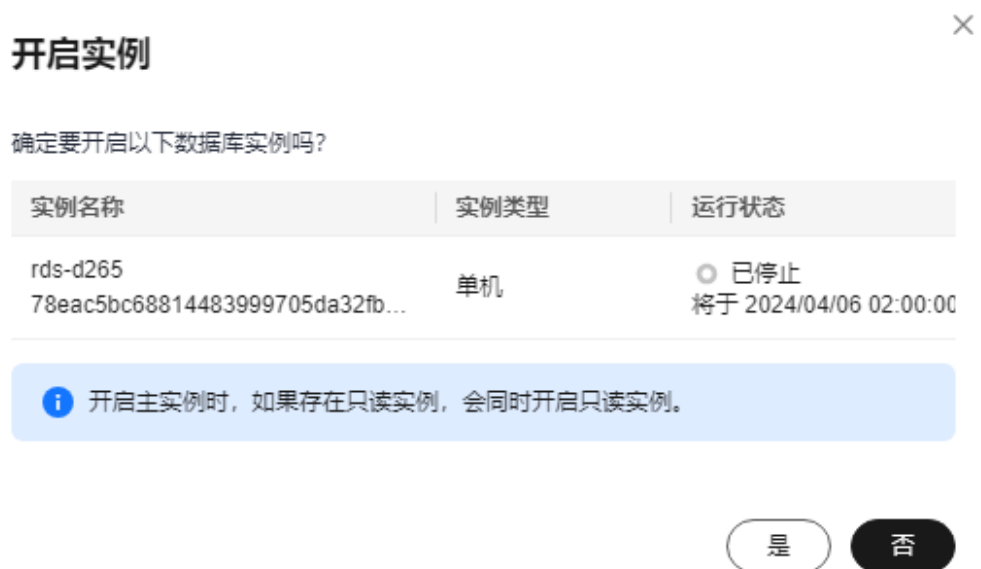 开启实例
确定要开启以下数据库实例吗?
实例名称 实例类型 运行状态
rds-d265
78eac5bc68814483999705da32fb...
单机
已停止
将于 2024/04/06 02:00:00
开启主实例时，如果存在只读实例，会同时开启只读实例。
是 否